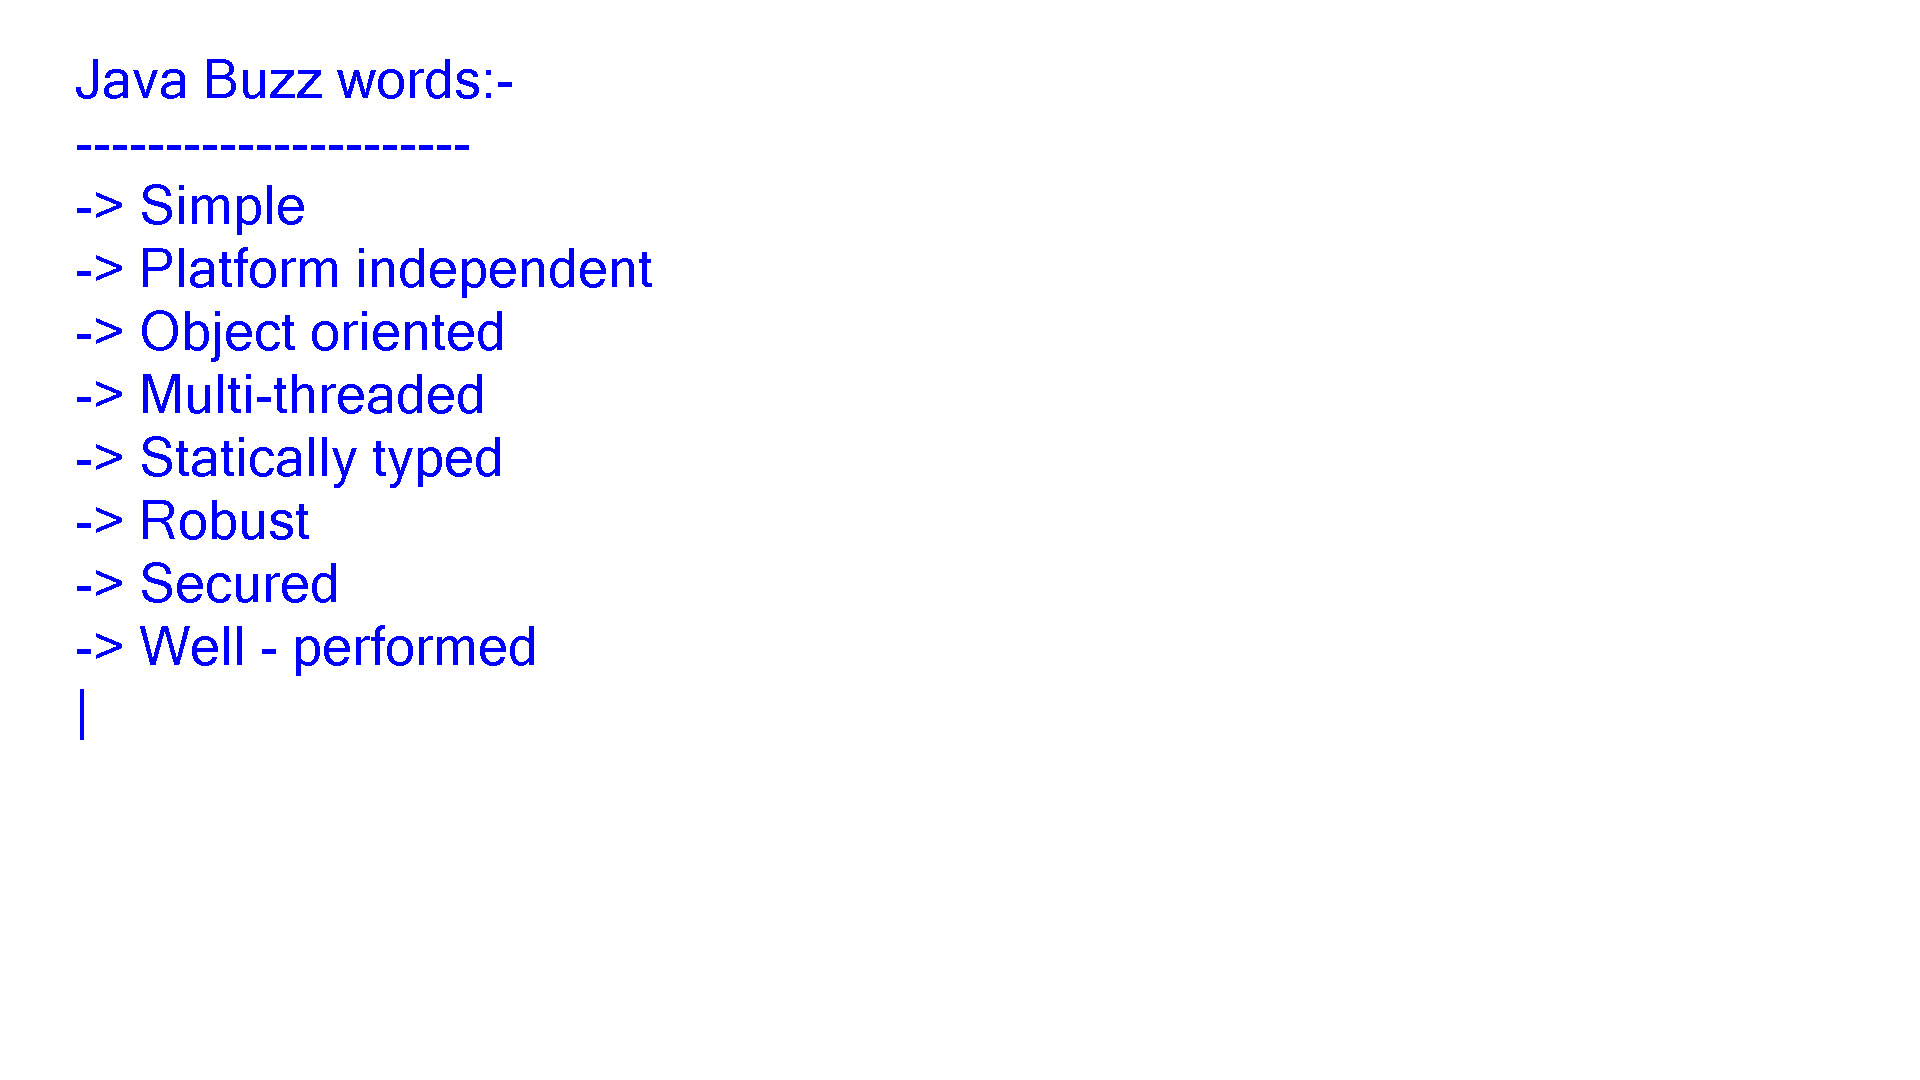 Java Buzz words:-
----------------------
-> Simple
-> Platform independent
-> Object oriented
-> Multi-threaded
-> Statically typed
-> Robust
-> Secured
-> Well - performed